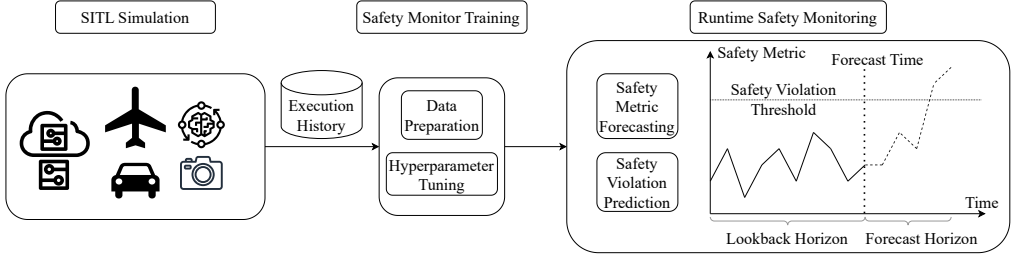 SITL Simulation
Safety Monitor Training
Runtime Safety Monitoring
Execution
History
Data
Preparation
Hyperparameter
Tuning
Safety
Metric
Forecasting
Safety
Violation
Prediction
Safety Metric
Forecast Time
Safety Violation
Threshold
Time
Lookback Horizon
Forecast Horizon